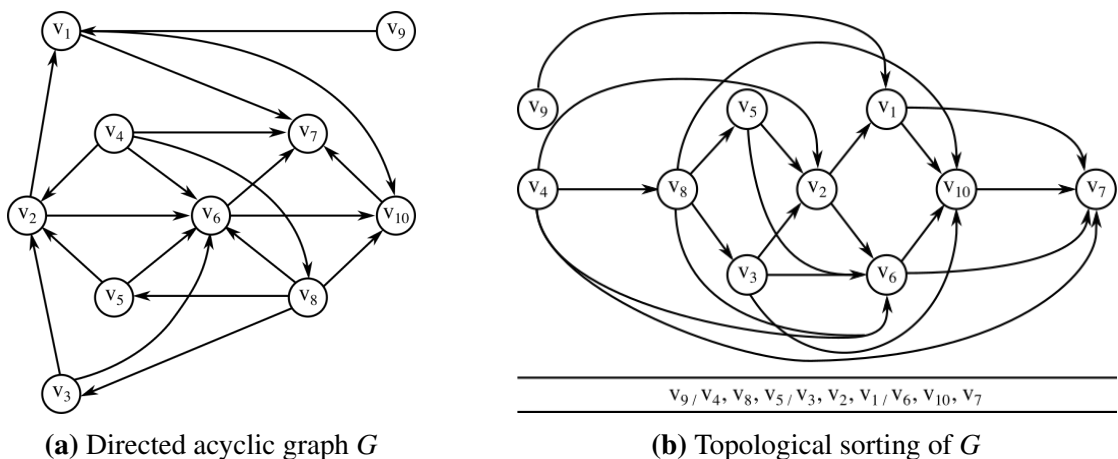 v1
v9
v4
v7
v2
v6
v10
v5
v8
v3
(a) Directed acyclic graph G
v9
v5
v1
v4
v8
v2
v10
v7
v3
v6
v9 / v4, v8, v5 / v3, v2, v1 / v6, v10, v7
(b) Topological sorting of G